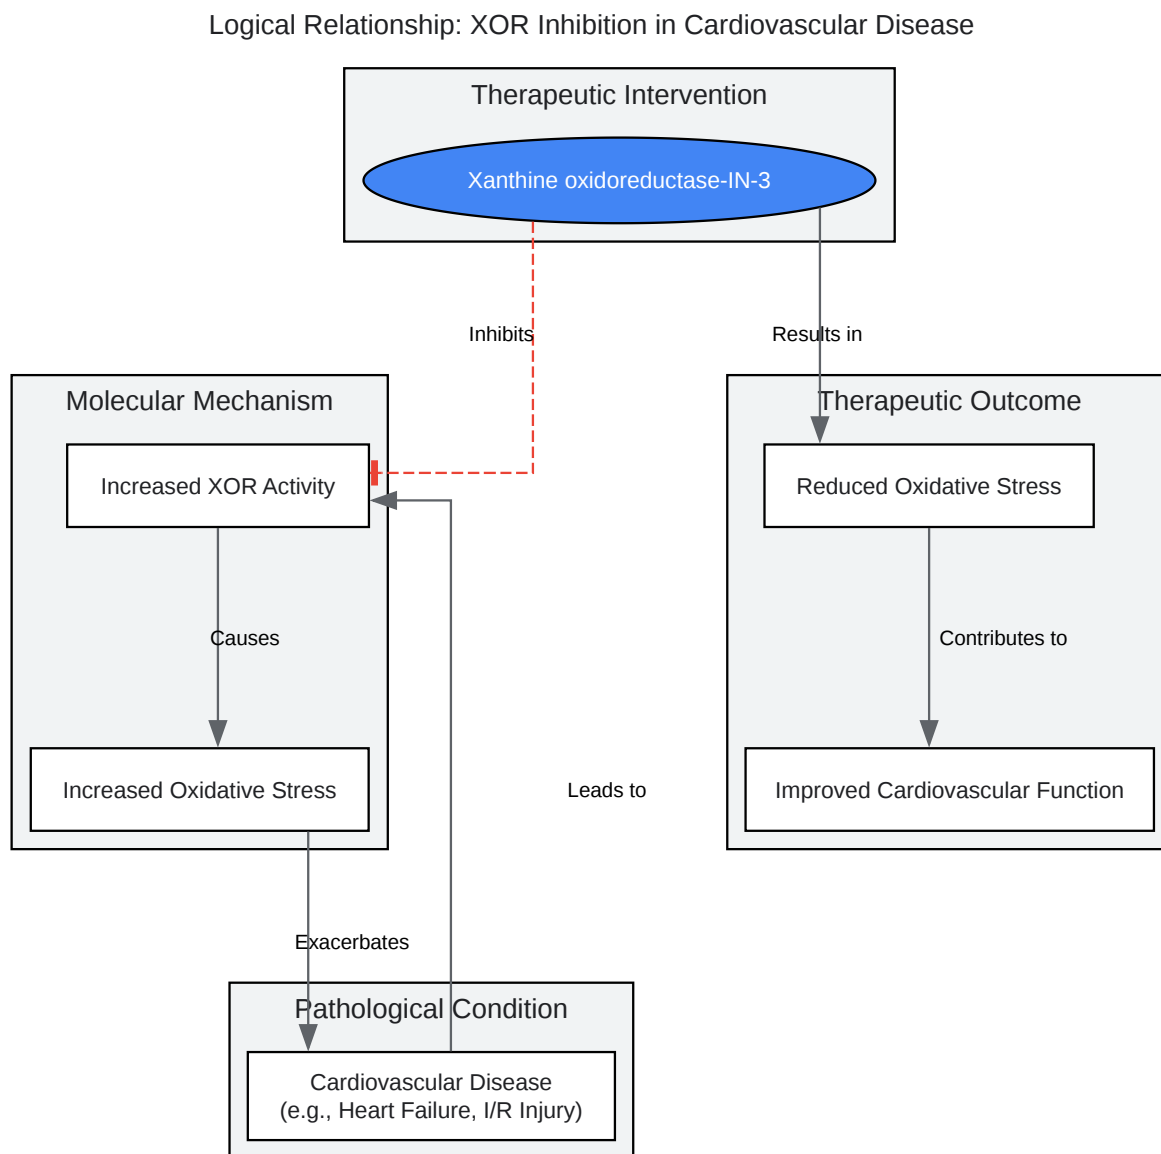 Logical Relationship: XOR Inhibition in Cardiovascular Disease
Therapeutic Intervention
Xanthine oxidoreductase-IN-3
Inhibits
Results in
Molecular Mechanism
Increased XOR Activity
Causes
Increased Oxidative Stress
Therapeutic Outcome
Reduced Oxidative Stress
Contributes to
Improved Cardiovascular Function
Leads to
Exacerbates
Pathological Condition
Cardiovascular Disease
(e.g., Heart Failure, I/R Injury)